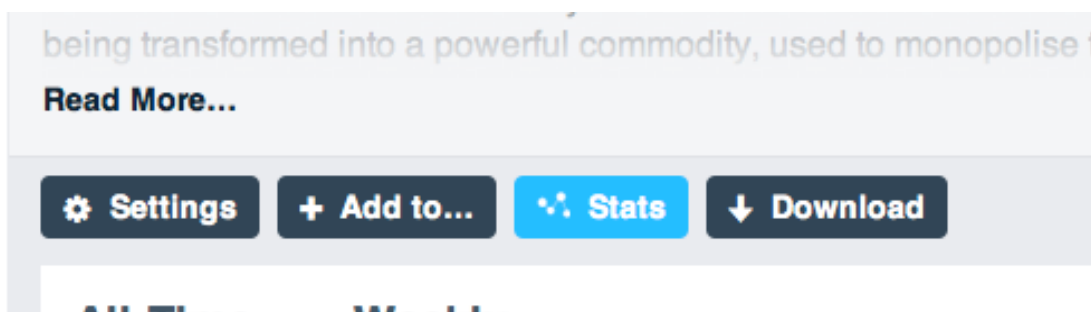 being transformed into a powerful commodity, used to monopolise
Read More...
Settings + Add to... Stats Download